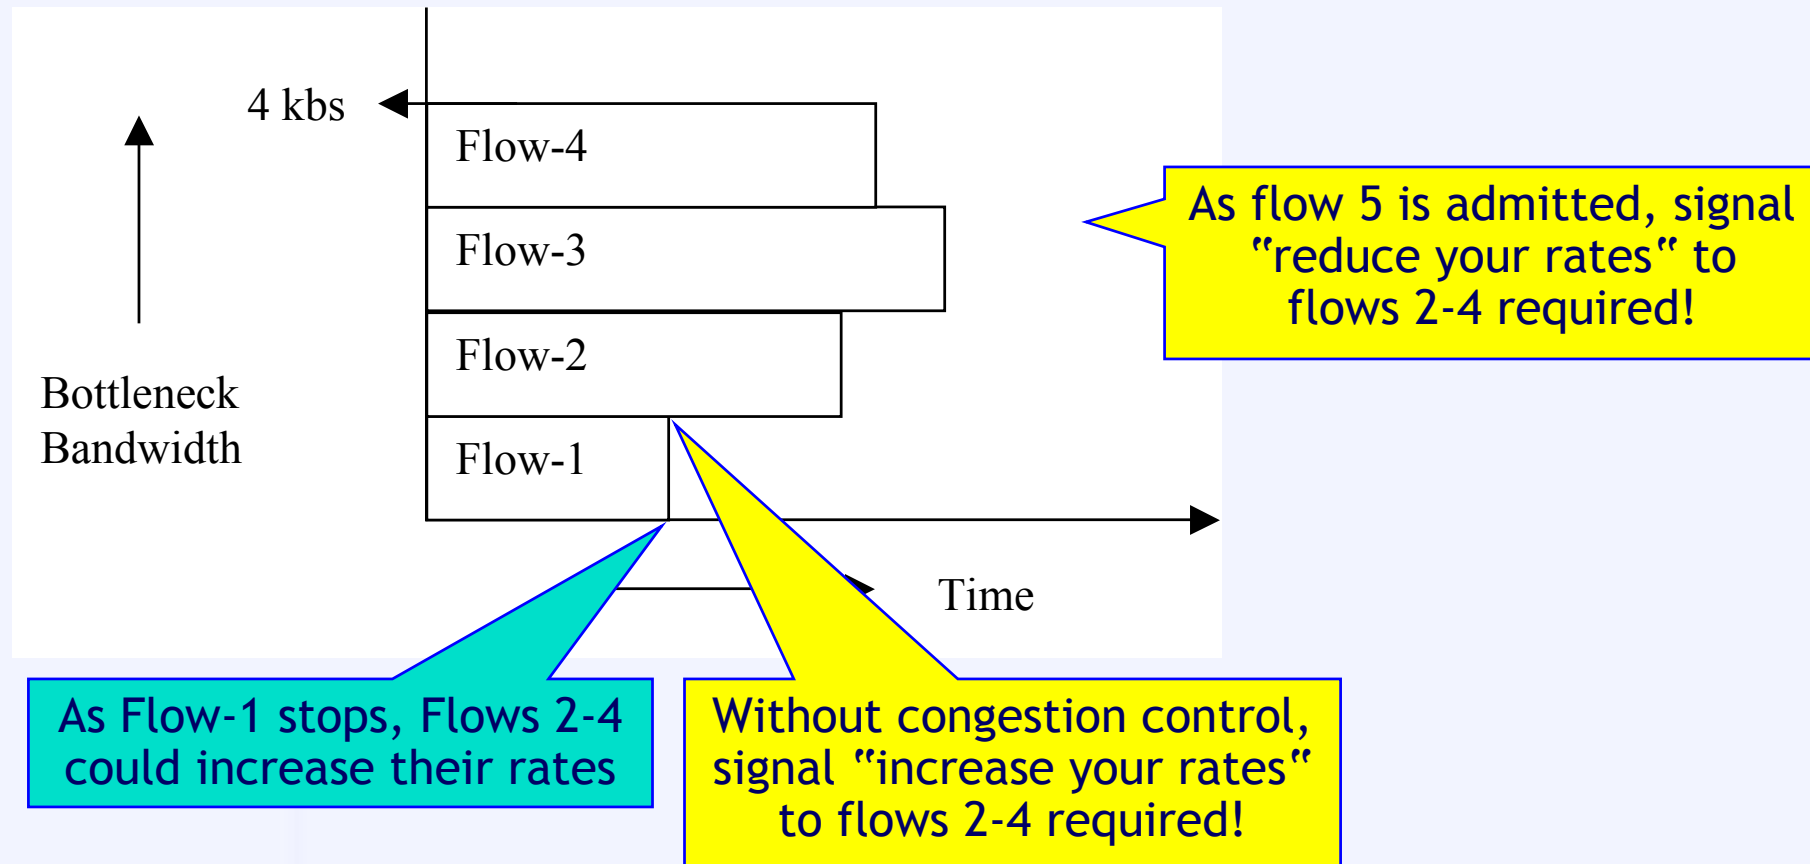 4 kbs
Flow-4
Flow-3
Flow-2
Flow-1
Bottleneck
Bandwidth
Time
As flow 5 is admitted, signal
“reduce your rates“ to
flows 2-4 required!
As Flow-1 stops, Flows 2-4
could increase their rates
Without congestion control,
signal “increase your rates“
to flows 2-4 required!